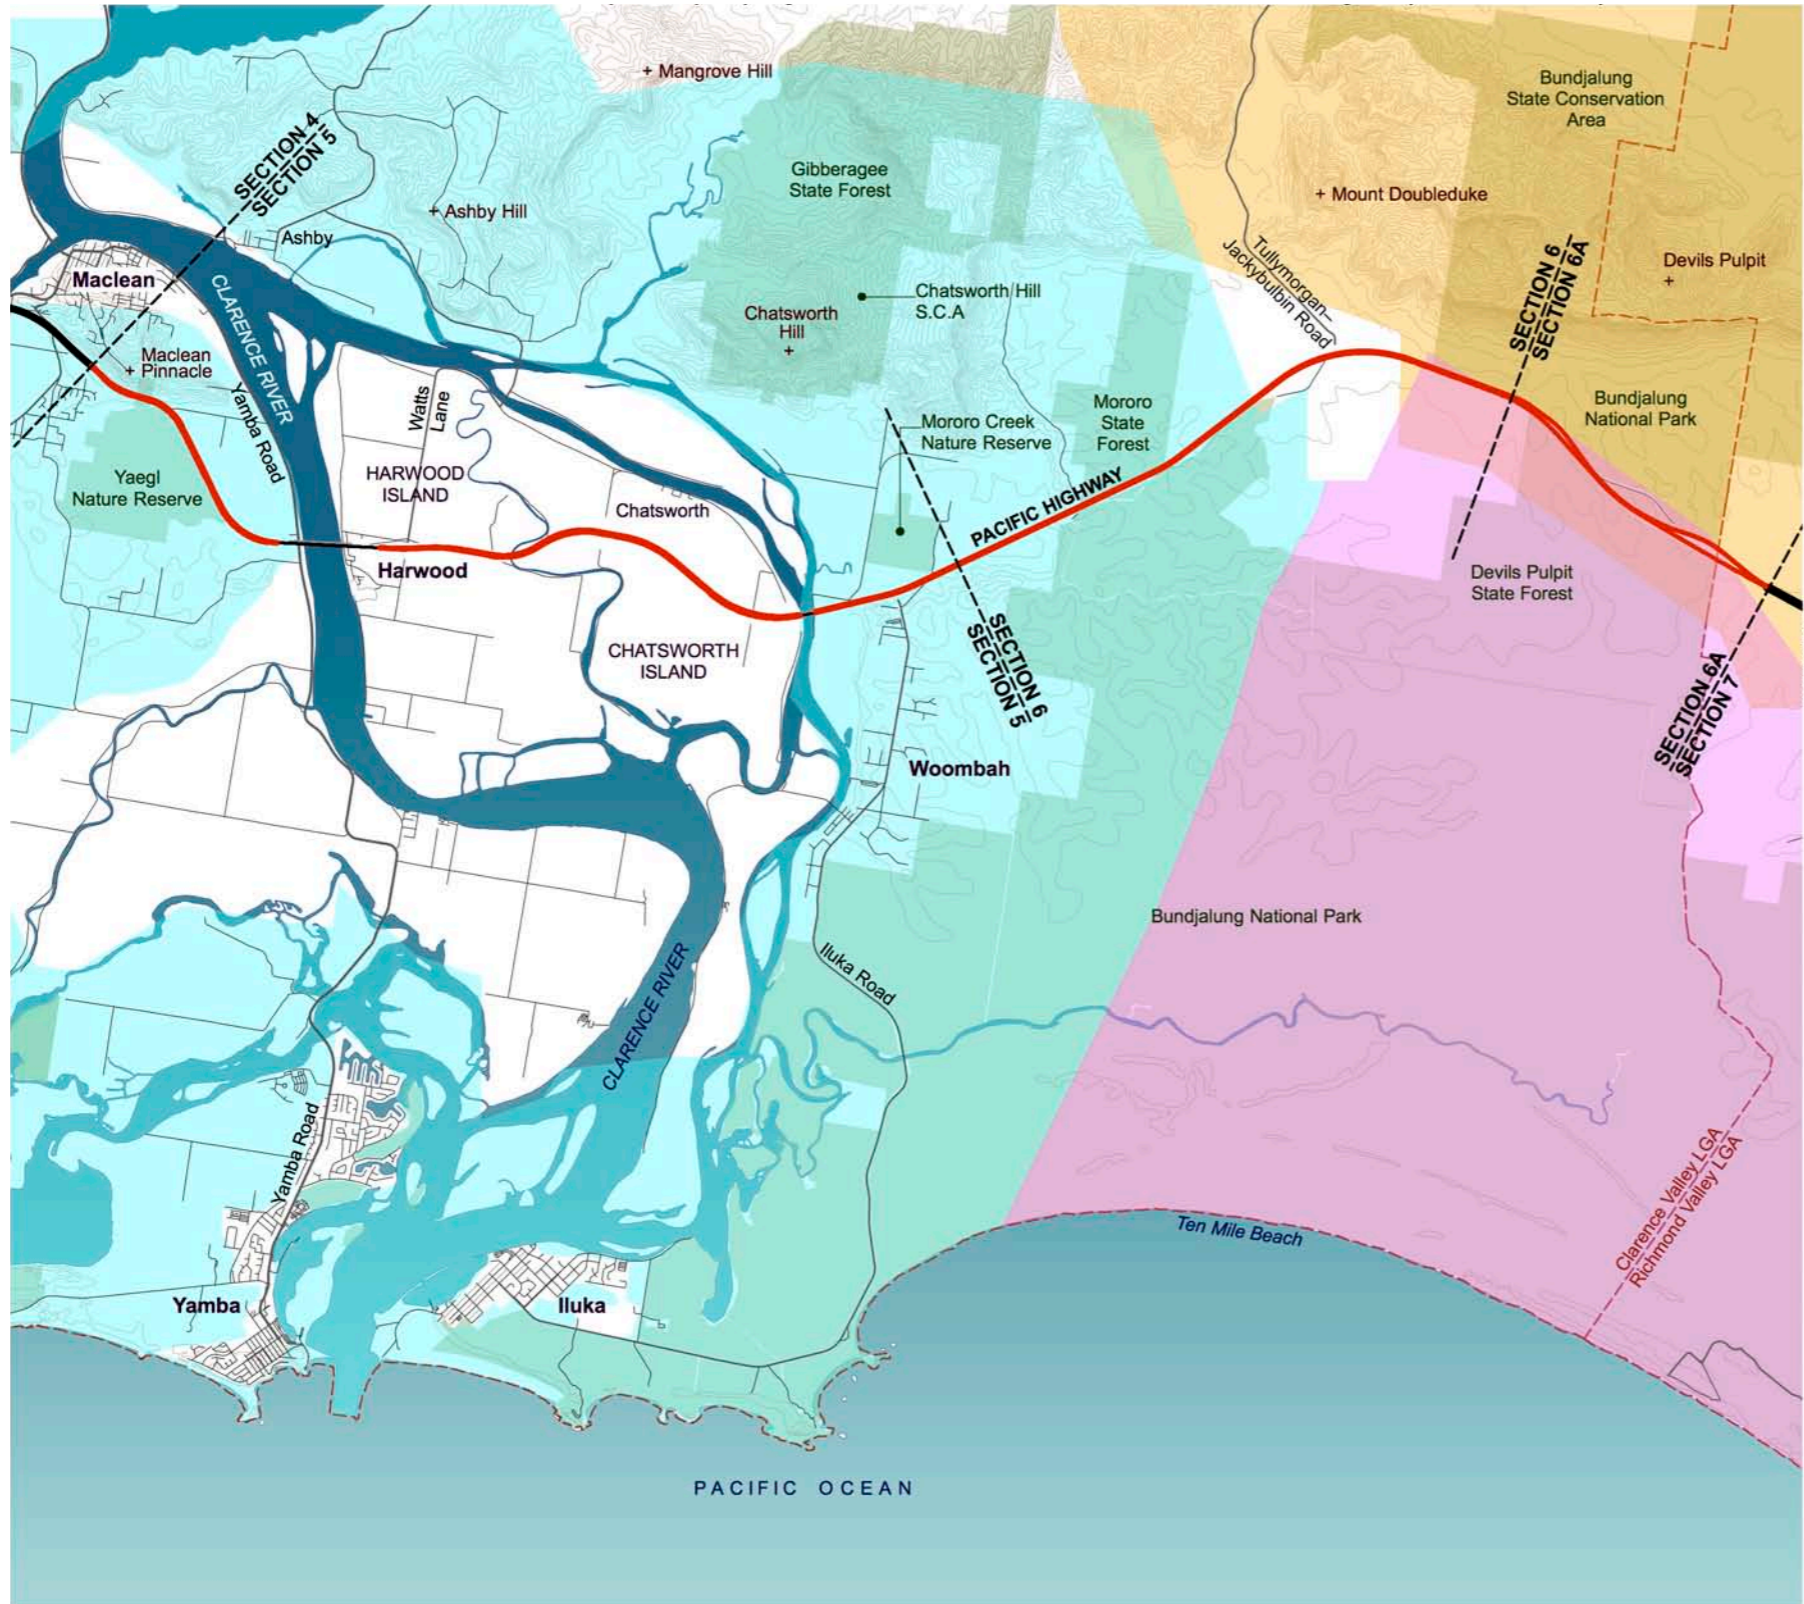 + Mangrove Hill
Bundjalung
State Conservation
Area
SECTION 4
SECTION 5
Gibberagee
State Forest
+ Mount Doubleduke
+ Ashby Hill
Ashby
Maclean
CLARENCE RIVER
Tullymorgan–
Jackybulbin Road
SECTION 6
SECTION 6A
Devils Pulpit
+
Chatsworth Hill
S.C.A
Chatsworth
Hill
+
Maclean
+ Pinnacle
Yamba Road
Watts
Lane
Mororo Creek
Nature Reserve
Mororo
State
Forest
Bundjalung
National Park
Yaegl
Nature Reserve
HARWOOD
ISLAND
Chatsworth
PACIFIC HIGHWAY
Harwood
Devils Pulpit
State Forest
CHATSWORTH
ISLAND
SECTION 6
SECTION 5
SECTION 6A
SECTION 7
Woombah
Bundjalung National Park
Iluka Road
CLARENCE RIVER
Yamba Road
Clarence Valley LGA
Richmond Valley LGA
Ten Mile Beach
Yamba
Iluka
PACIFIC OCEAN